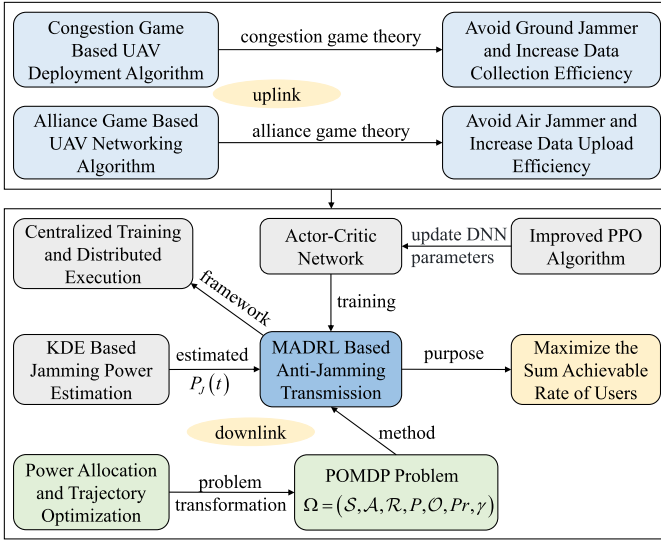 Congestion Game
Based UAV
Deployment Algorithm
congestion game theory
Avoid Ground Jammer
and Increase Data
Collection Efficiency
uplink
Alliance Game Based
UAV Networking
Algorithm
alliance game theory
Avoid Air Jammer and
Increase Data Upload
Efficiency
Centralized Training
and Distributed
Execution
Actor-Critic
Network
update DNN
parameters
Improved PPO
Algorithm
framework
training
KDE Based
Jamming Power
Estimation
estimated
P_J(t)
MADRL Based
Anti-Jamming
Transmission
purpose
Maximize the
Sum Achievable
Rate of Users
downlink
method
Power Allocation
and Trajectory
Optimization
problem
transformation
POMDP Problem
Ω = (𝒮, 𝒜, ℛ, P, 𝒪, Pr, γ)